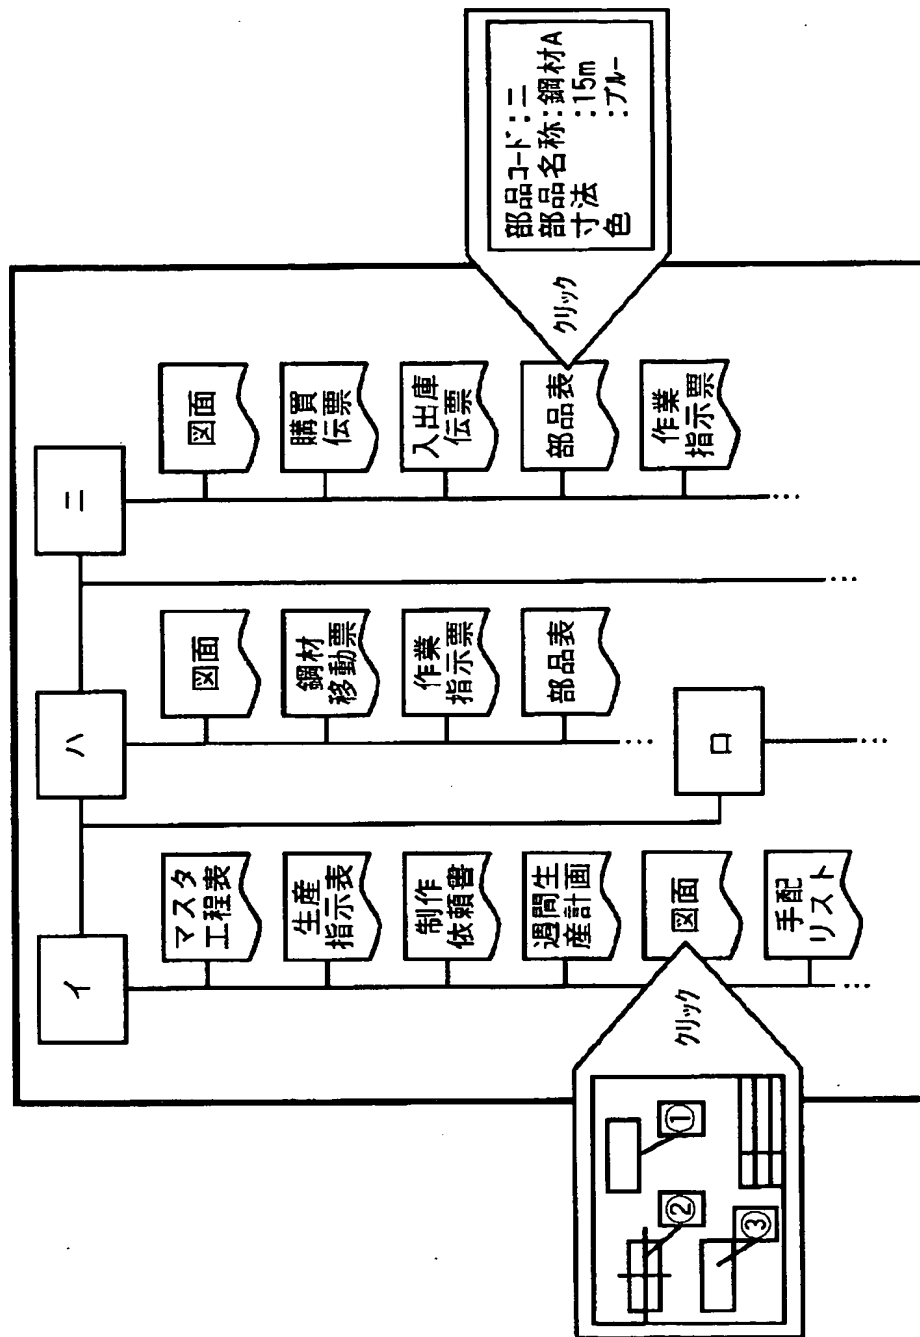 イ
マスタ
工程表
生産
指示表
制作
依頼書
週間生
産計画
図面
手配
リスト
…
クリック
①
②
③
ハ
図面
鋼材
移動票
作業
指示票
部品表
…
ロ
…
ニ
図面
購買
伝票
入出庫
伝票
部品表
作業
指示票
…
…
クリック
部品コード:ニ
部品名称:鋼材A
寸法 :15m
色 :ブルー